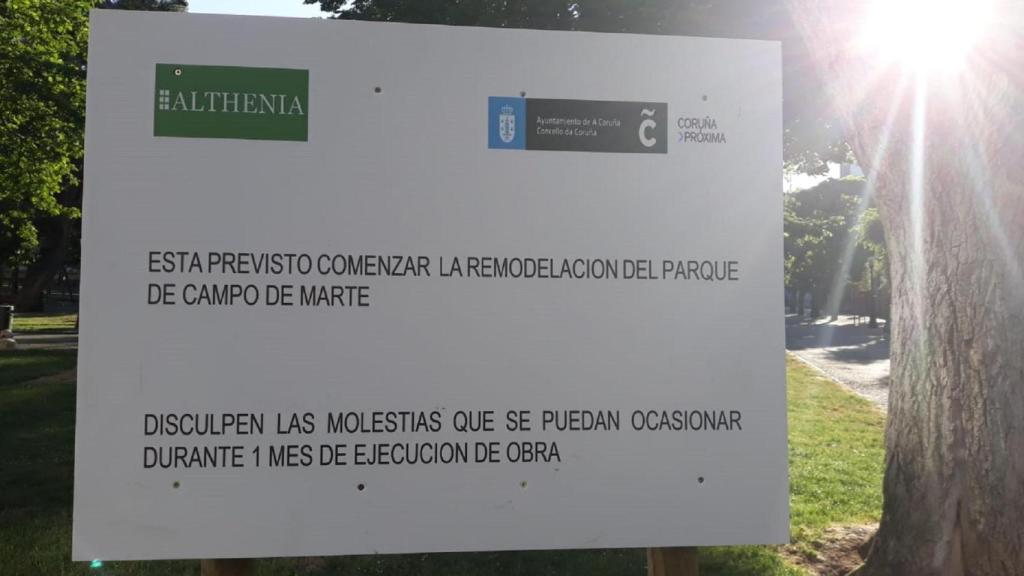 ALTHENIA
Ayuntamiento de A Coruña
Concello da Coruña
CORUÑA
PRÓXIMA
ESTA PREVISTO COMENZAR LA REMODELACION DEL PARQUE
DE CAMPO DE MARTE
DISCULPEN LAS MOLESTIAS QUE SE PUEDAN OCASIONAR
DURANTE 1 MES DE EJECUCION DE OBRA